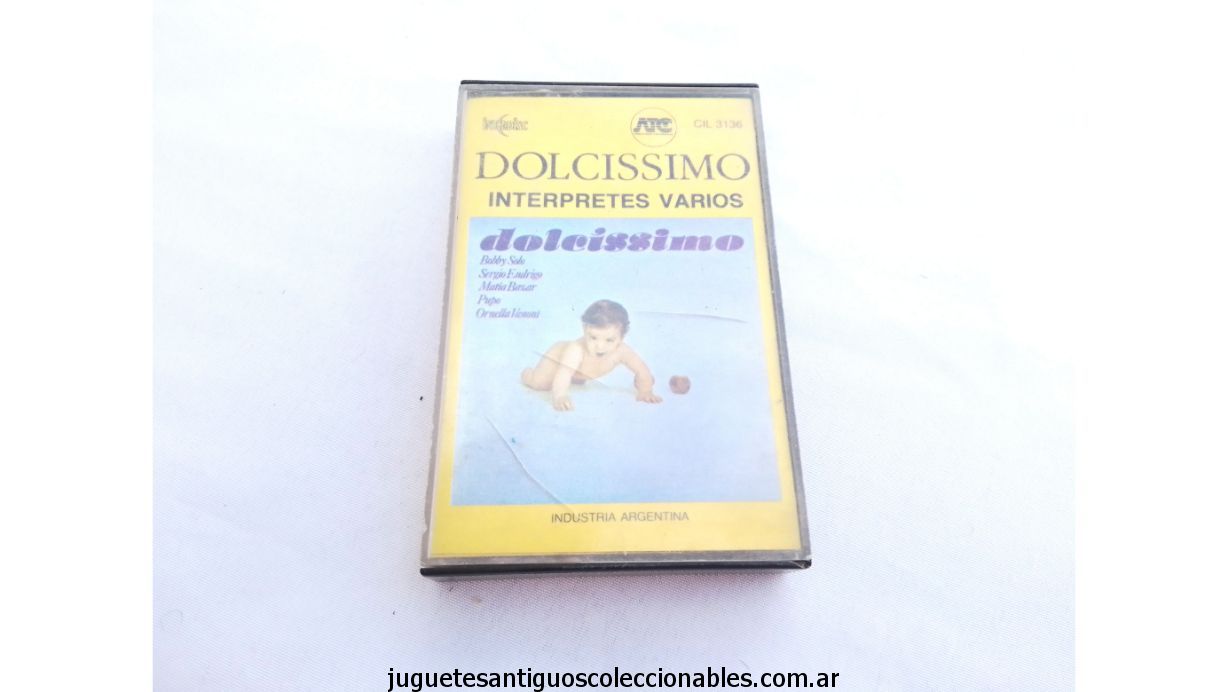 ATC
CIL 3136
DOLCISSIMO
INTERPRETES VARIOS
dolcissimo
Bobby Solo
Sergio Endrigo
Matia Bazar
Pupo
Ornella Vanoni
INDUSTRIA ARGENTINA
juguetesantiguoscoleccionables.com.ar